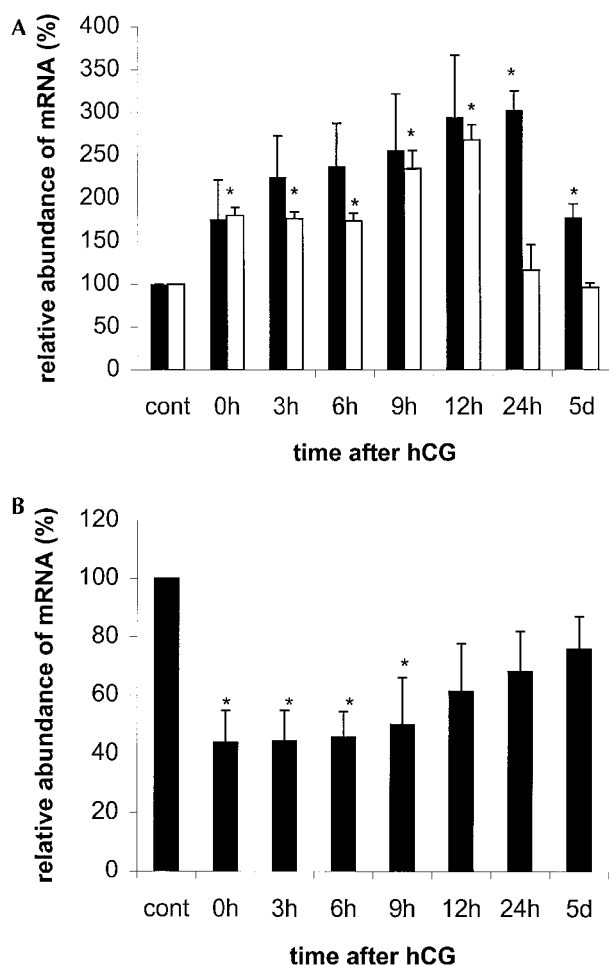 A
relative abundance of mRNA (%)
400
350
300
250
200
150
100
50
0
* * * * * * *
cont 0h 3h 6h 9h 12h 24h 5d
time after hCG
B
relative abundance of mRNA (%)
120
100
80
60
40
20
0
* * * *
cont 0h 3h 6h 9h 12h 24h 5d
time after hCG